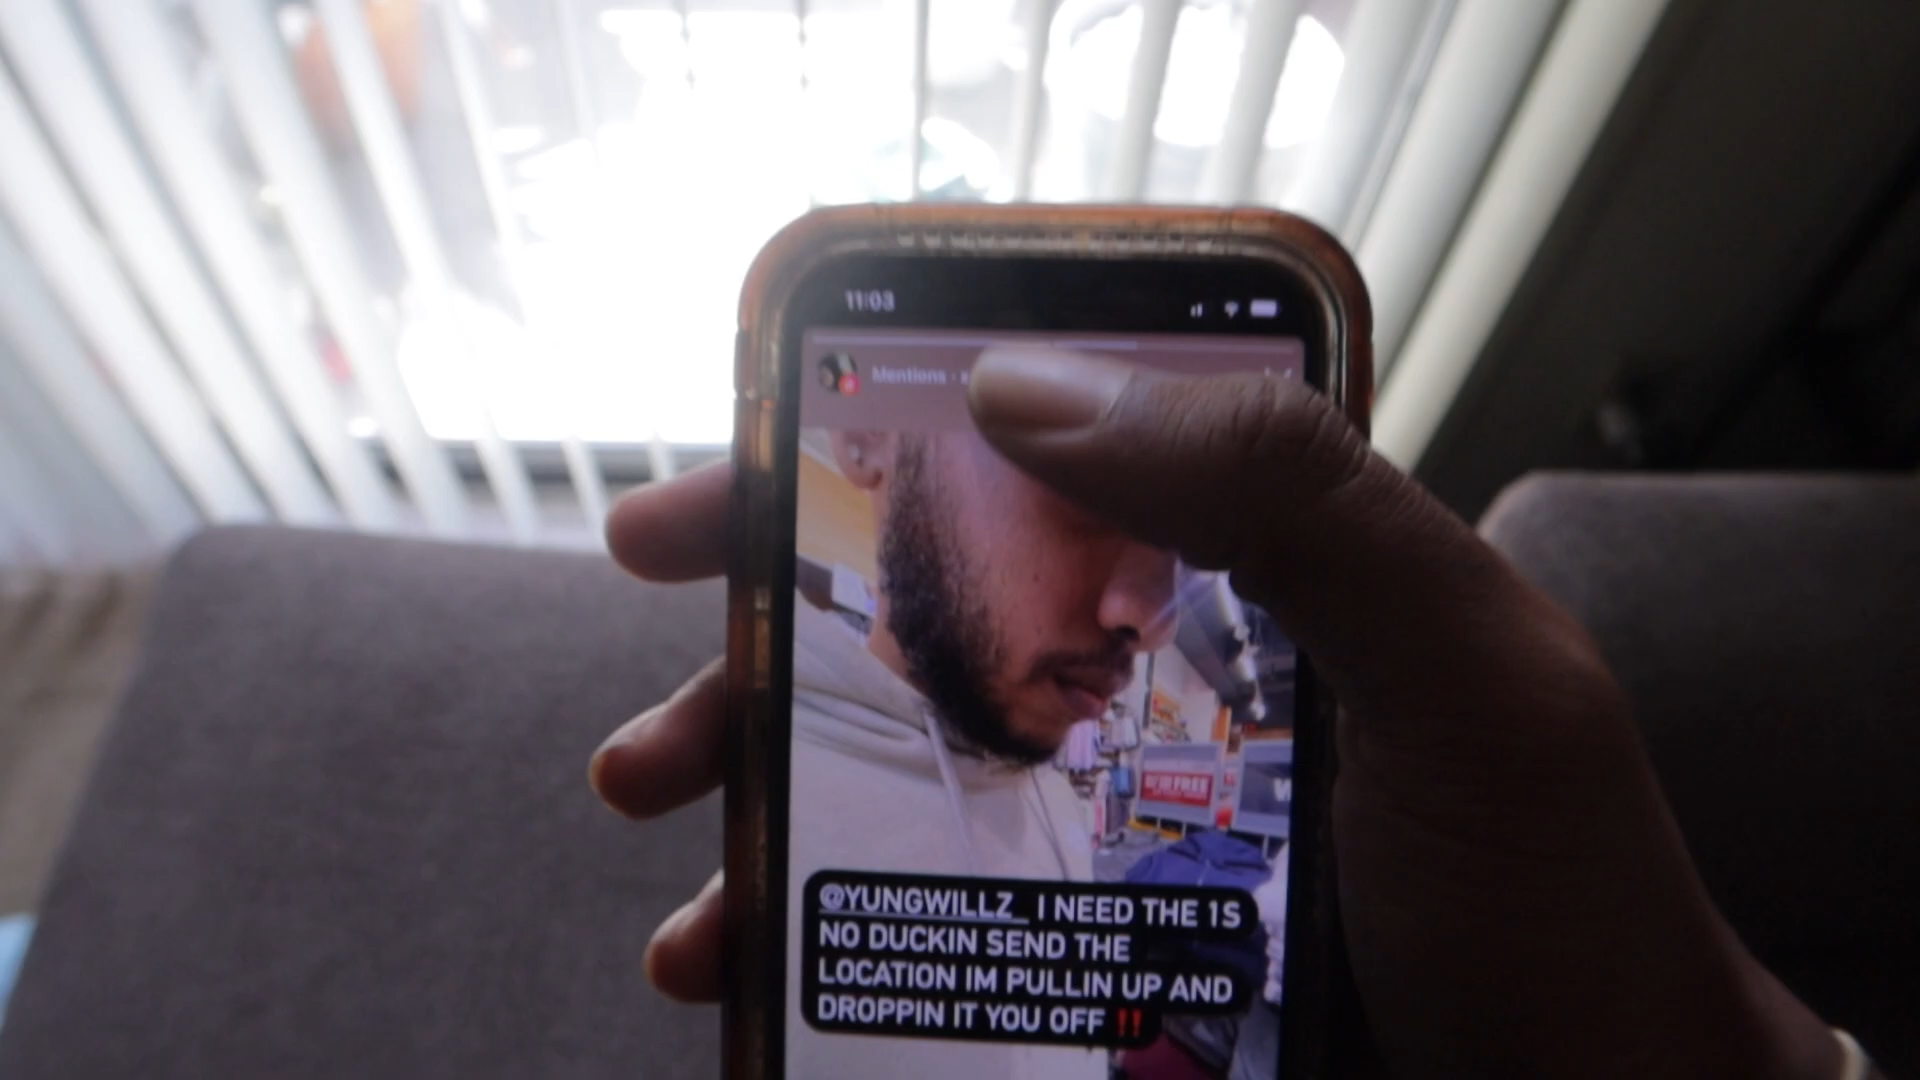 11:03
Mentions
@YUNGWILLZ_ I NEED THE 1S
NO DUCKIN SEND THE
LOCATION IM PULLIN UP AND
DROPPIN IT YOU OFF ‼️
FREE